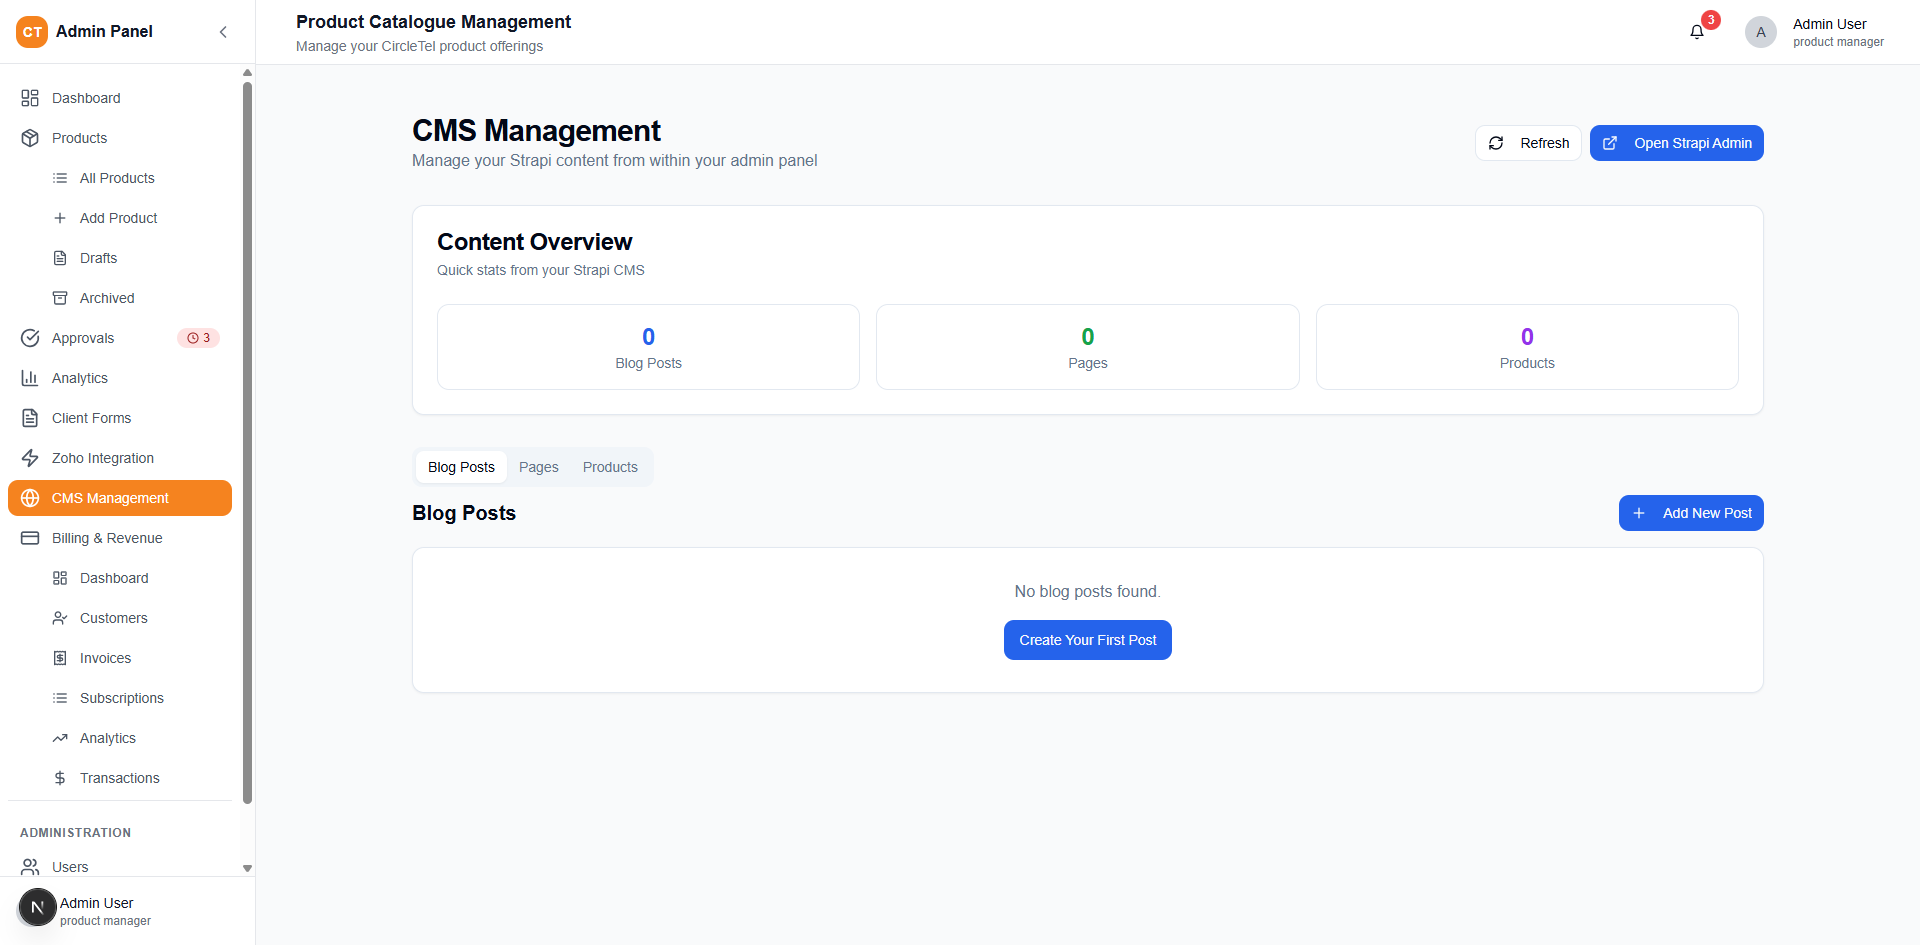 CT Admin Panel
Dashboard
Products
All Products
Add Product
Drafts
Archived
Approvals 3
Analytics
Client Forms
Zoho Integration
CMS Management
Billing & Revenue
Dashboard
Customers
Invoices
Subscriptions
Analytics
Transactions
ADMINISTRATION
Users
N
Admin User
product manager
Product Catalogue Management
Manage your CircleTel product offerings
3
A
Admin User
product manager
CMS Management
Manage your Strapi content from within your admin panel
Refresh
Open Strapi Admin
Content Overview
Quick stats from your Strapi CMS
0
Blog Posts
0
Pages
0
Products
Blog Posts Pages Products
Blog Posts
Add New Post
No blog posts found.
Create Your First Post